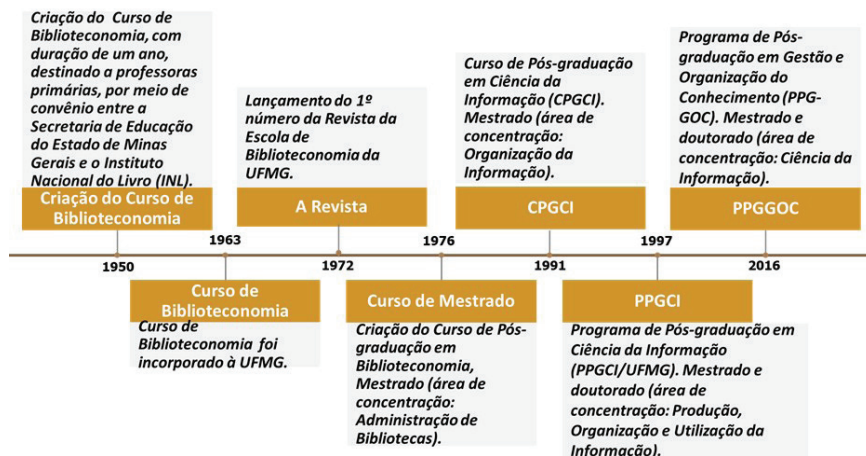 Criação do Curso de
Biblioteconomia, com
duração de um ano,
destinado a professoras
primárias, por meio de
convênio entre a
Secretaria de Educação
do Estado de Minas
Gerais e o Instituto
Nacional do Livro (INL).
Criação do Curso de
Biblioteconomia
1950
1963
Curso de
Biblioteconomia
Curso de
Biblioteconomia foi
incorporado à UFMG.
Lançamento do 1º
número da Revista da
Escola de
Biblioteconomia da
UFMG.
A Revista
1972
1976
Curso de Mestrado
Criação do Curso de Pós-
graduação em
Biblioteconomia,
Mestrado (área de
concentração:
Administração de
Bibliotecas).
Curso de Pós-graduação
em Ciência da
Informação (CPGCI).
Mestrado (área de
concentração:
Organização da
Informação).
CPGCI
1991
1997
PPGCI
Programa de Pós-graduação em
Ciência da Informação
(PPGCI/UFMG). Mestrado e
doutorado (área de
concentração: Produção,
Organização e Utilização da
Informação).
Programa de Pós-
graduação em Gestão e
Organização do
Conhecimento (PPG-
GOC). Mestrado e
doutorado (área de
concentração: Ciência da
Informação).
PPGGOC
2016